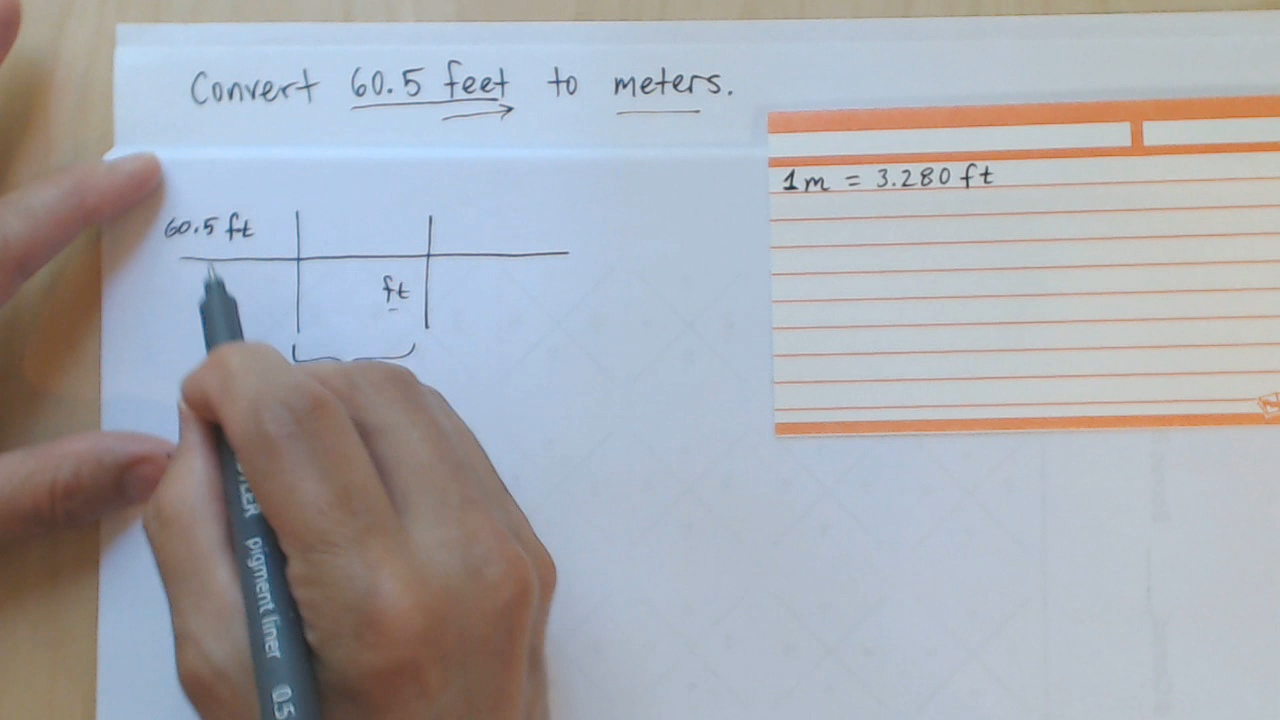 Convert 60.5 feet to meters.
1m = 3.280 ft
60.5 ft
ft
pigment liner 0.5